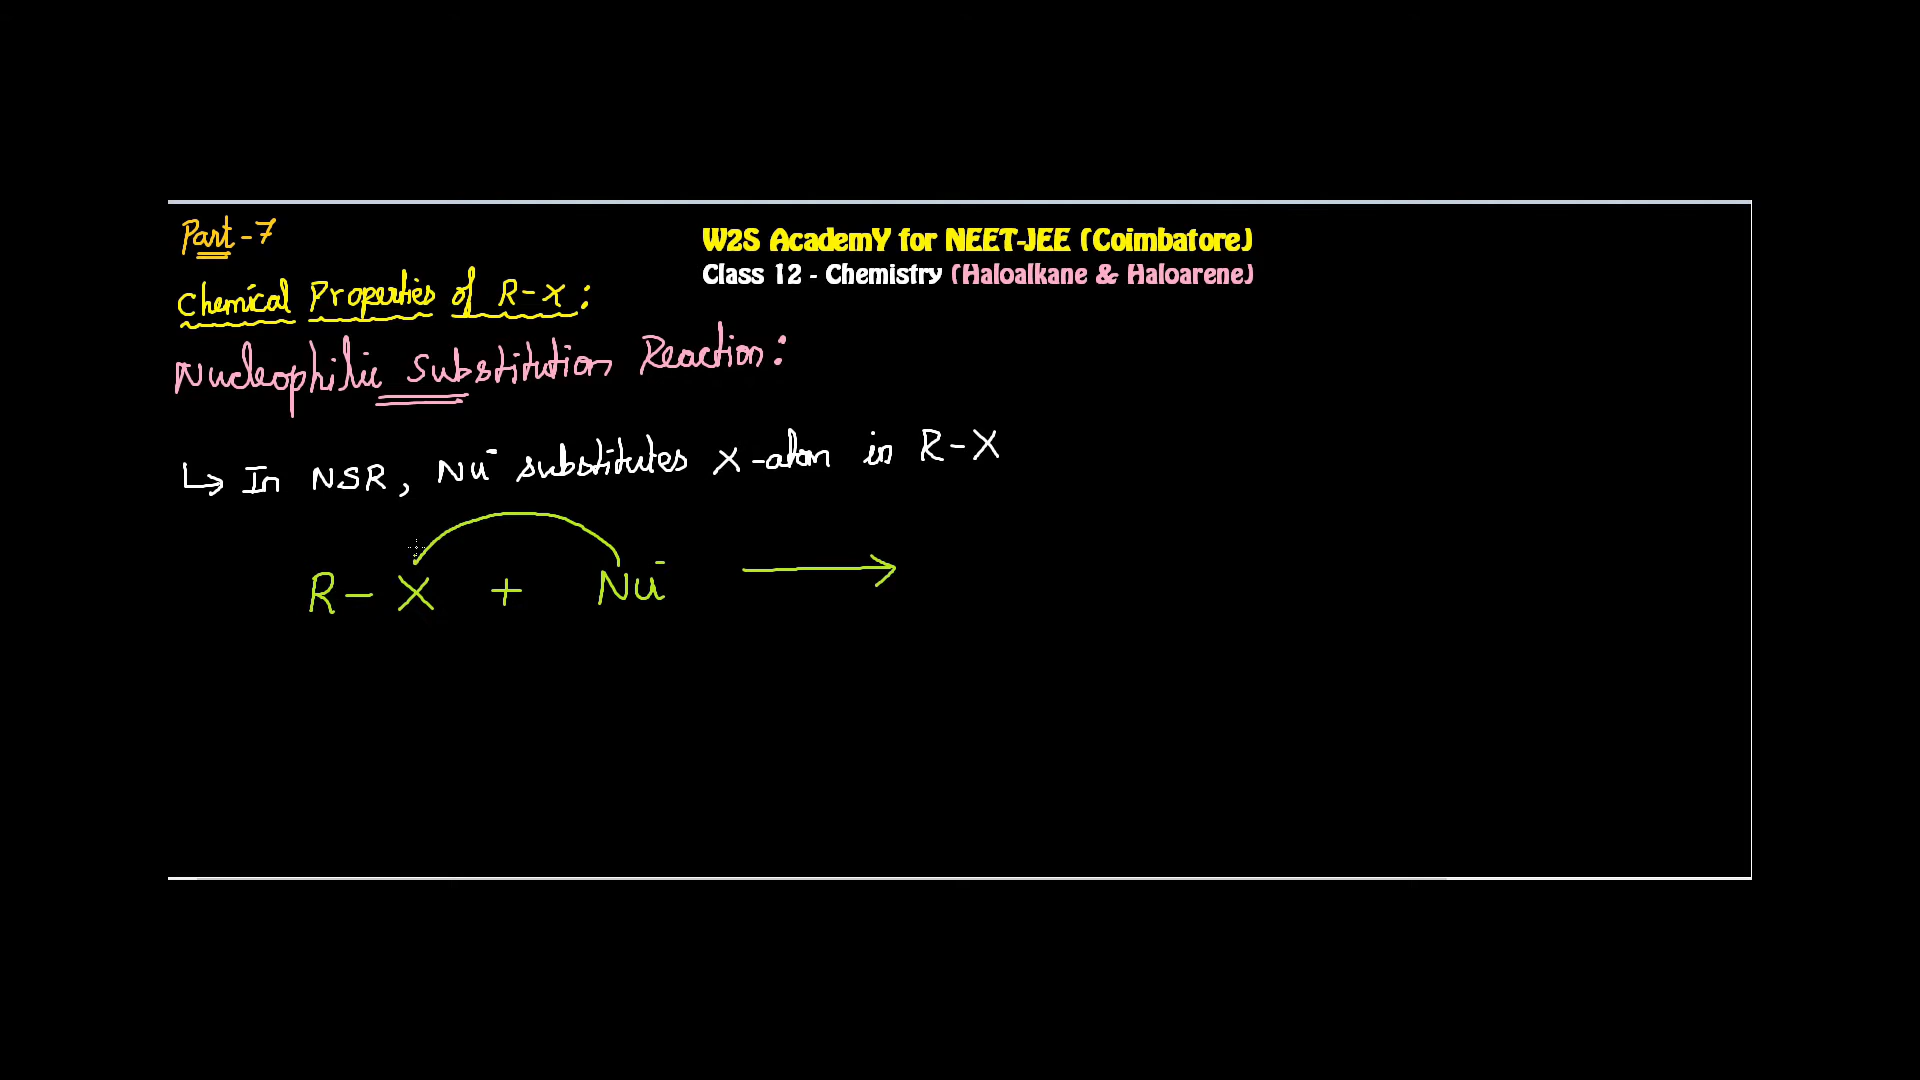 Part-7
W2S AcademY for NEET-JEE (Coimbatore)
Class 12 - Chemistry (Haloalkane & Haloarene)
Chemical Properties of R-X:
Nucleophilic Substitution Reaction:
↳ In NSR, Nu⁻ substitutes X-atom in R-X
R-X + Nu⁻ ⟶